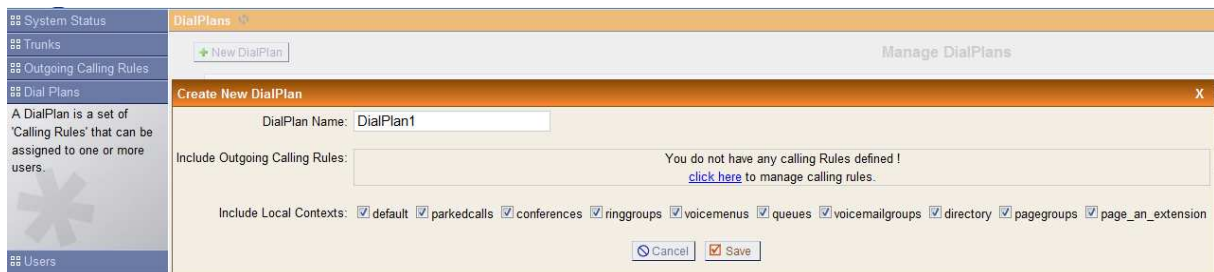 System Status
Trunks
Outgoing Calling Rules
Dial Plans
A DialPlan is a set of
'Calling Rules' that can be
assigned to one or more
users.
Users
DialPlans
New DialPlan
Manage DialPlans
Create New DialPlan
X
DialPlan Name: DialPlan1
Include Outgoing Calling Rules:
You do not have any calling Rules defined !
click here to manage calling rules.
Include Local Contexts: default parkedcalls conferences ringgroups voicemenus queues voicemailgroups directory pagegroups page_an_extension
Cancel Save